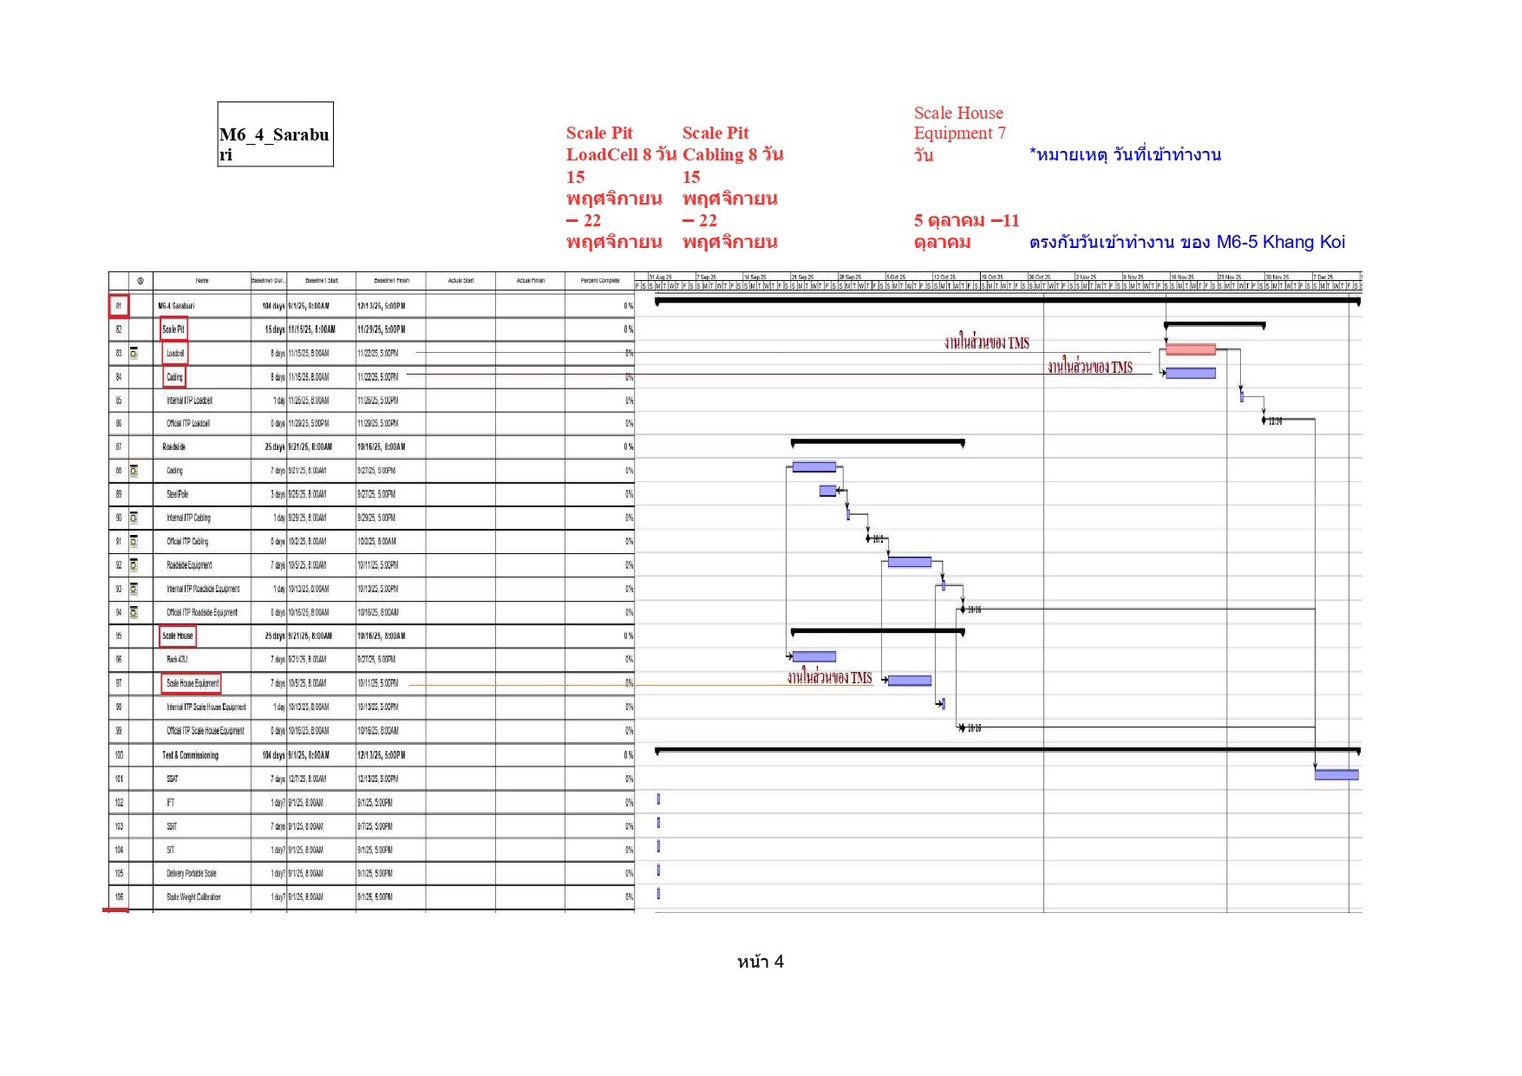 M6_4_Sarabu
ri
Scale Pit
LoadCell 8 วัน
15
พฤศจิกายน
– 22
พฤศจิกายน
Scale Pit
Cabling 8 วัน
15
พฤศจิกายน
– 22
พฤศจิกายน
Scale House
Equipment 7
วัน
5 ตุลาคม –11
ตุลาคม
*หมายเหตุ วันที่เข้าทำงาน
ตรงกับวันเข้าทำงาน ของ M6-5 Khang Koi
Name Baseline1 Dur... Baseline1 Start Baseline1 Finish Actual Start Actual Finish Percent Complete
31 Aug 25 7 Sep 25 14 Sep 25 21 Sep 25 28 Sep 25 5 Oct 25 12 Oct 25 19 Oct 25 26 Oct 25 2 Nov 25 9 Nov 25 16 Nov 25 23 Nov 25 30 Nov 25 7 Dec 25
81 M6-4 Saraburi 104 days 9/1/25, 8:00AM 12/13/25, 5:00PM 0%
82 Scale Pit 15 days 11/15/25, 8:00AM 11/29/25, 5:00PM 0%
83 Loadcell 8 days 11/15/25, 8:00AM 11/22/25, 5:00PM 0% งานในส่วนของ TMS
84 Cabling 8 days 11/15/25, 8:00AM 11/22/25, 5:00PM 0% งานในส่วนของ TMS
85 Internal ITP Loadcell 1 day 11/26/25, 8:00AM 11/26/25, 5:00PM 0%
86 Official ITP Loadcell 0 days 11/29/25, 5:00PM 11/29/25, 5:00PM 0%
87 Roadside 25 days 9/21/25, 8:00AM 10/16/25, 8:00AM 0%
88 Cabling 7 days 9/21/25, 8:00AM 9/27/25, 5:00PM 0%
89 Steel Pole 3 days 9/25/25, 8:00AM 9/27/25, 5:00PM 0%
90 Internal ITP Cabling 1 day 9/29/25, 8:00AM 9/29/25, 5:00PM 0%
91 Official ITP Cabling 0 days 10/2/25, 8:00AM 10/2/25, 8:00AM 0% 10/2
92 Roadside Equipment 7 days 10/5/25, 8:00AM 10/11/25, 5:00PM 0%
93 Internal ITP Roadside Equipment 1 day 10/13/25, 8:00AM 10/13/25, 5:00PM 0%
94 Official ITP Roadside Equipment 0 days 10/16/25, 8:00AM 10/16/25, 8:00AM 0% 10/16
95 Scale House 25 days 9/21/25, 8:00AM 10/16/25, 8:00AM 0%
96 Rack 42U 7 days 9/21/25, 8:00AM 9/27/25, 5:00PM 0%
97 Scale House Equipment 7 days 10/5/25, 8:00AM 10/11/25, 5:00PM 0% งานในส่วนของ TMS
98 Internal ITP Scale House Equipment 1 day 10/13/25, 8:00AM 10/13/25, 5:00PM 0%
99 Official ITP Scale House Equipment 0 days 10/16/25, 8:00AM 10/16/25, 8:00AM 0% 10/16
100 Test & Commissioning 104 days 9/1/25, 8:00AM 12/13/25, 5:00PM 0%
101 SSAT 7 days 12/7/25, 8:00AM 12/13/25, 5:00PM 0%
102 IFT 1 day? 9/1/25, 8:00AM 9/1/25, 5:00PM 0%
103 SSIT 7 days 9/1/25, 8:00AM 9/7/25, 5:00PM 0%
104 SIT 1 day? 9/1/25, 8:00AM 9/1/25, 5:00PM 0%
105 Delivery Portable Scale 1 day? 9/1/25, 8:00AM 9/1/25, 5:00PM 0%
106 Static Weight Calibration 1 day? 9/1/25, 8:00AM 9/1/25, 5:00PM 0%
หน้า 4